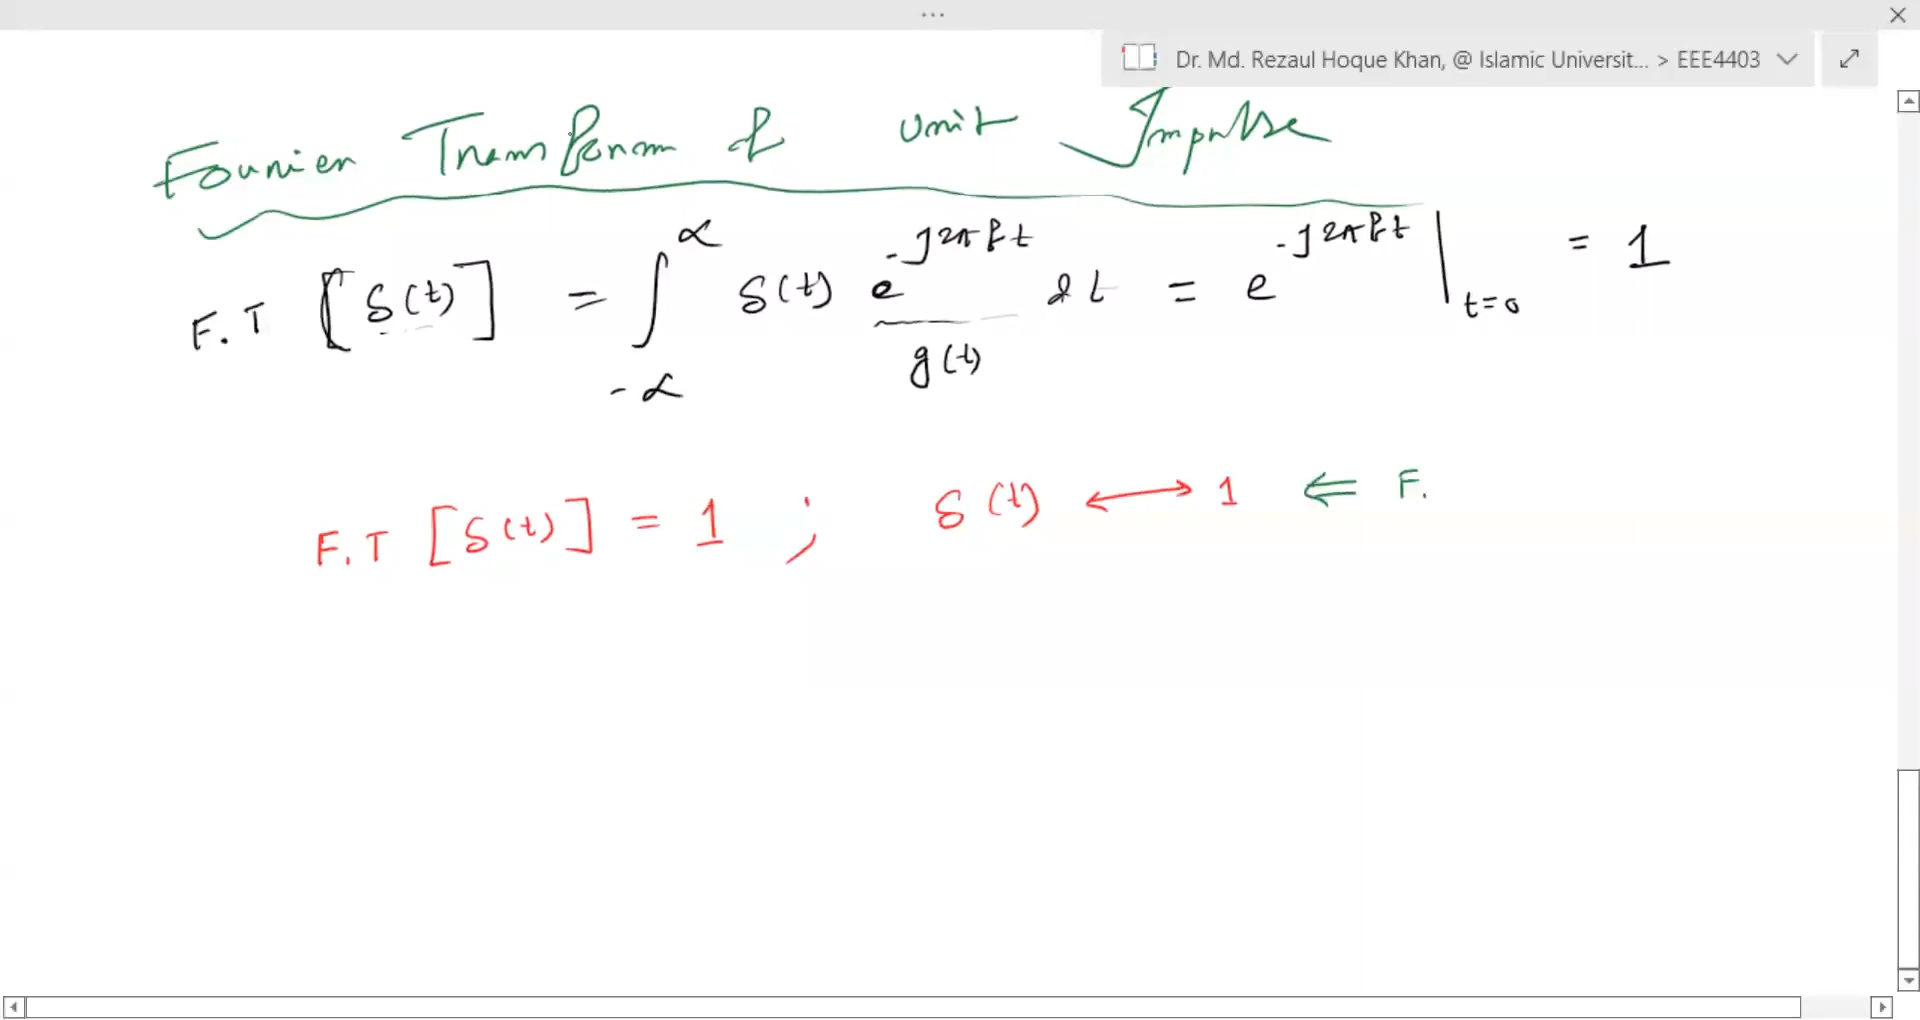 ...
Dr. Md. Rezaul Hoque Khan, @ Islamic Universit... > EEE4403
Fourier Transform of unit Impulse
F.T [δ(t)] = ∫_{-∝}^{∝} δ(t) e^{-j2πft} dt = e^{-j2πft} |_{t=0} = 1
g(t)
F.T [δ(t)] = 1 ; δ(t) ⟷ 1 ⇐ F.